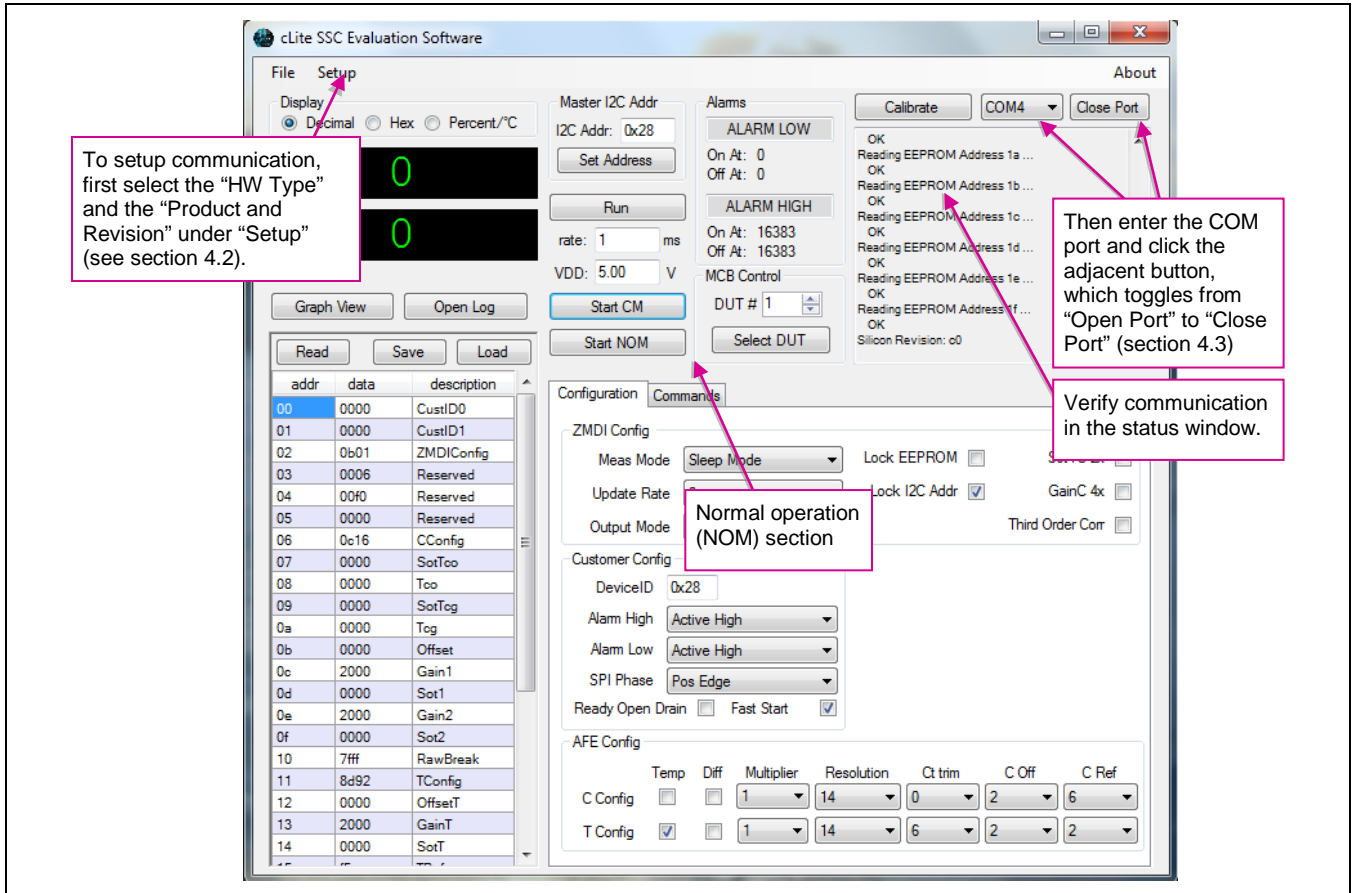 cLite SSC Evaluation Software
File Setup About
Display
Decimal Hex Percent/°C
0
0
Graph View Open Log
Master I2C Addr
I2C Addr: 0x28
Set Address
Run
rate: 1 ms
VDD: 5.00 V
Start CM
Start NOM
Alarms
ALARM LOW
On At: 0
Off At: 0
ALARM HIGH
On At: 16383
Off At: 16383
MCB Control
DUT # 1
Select DUT
Calibrate COM4 Close Port
OK
Reading EEPROM Address 1a ...
OK
Reading EEPROM Address 1b ...
OK
Reading EEPROM Address 1c ...
OK
Reading EEPROM Address 1d ...
OK
Reading EEPROM Address 1e ...
OK
Reading EEPROM Address 1f ...
OK
Silicon Revision: c0
To setup communication,
first select the “HW Type”
and the “Product and
Revision” under “Setup”
(see section 4.2).
Then enter the COM
port and click the
adjacent button,
which toggles from
“Open Port” to “Close
Port” (section 4.3)
Verify communication
in the status window.
Normal operation
(NOM) section
Read Save Load
addr data description
00 0000 CustID0
01 0000 CustID1
02 0b01 ZMDIConfig
03 0006 Reserved
04 00f0 Reserved
05 0000 Reserved
06 0c16 CConfig
07 0000 SotTco
08 0000 Tco
09 0000 SotTcg
0a 0000 Tcg
0b 0000 Offset
0c 2000 Gain1
0d 0000 Sot1
0e 2000 Gain2
0f 0000 Sot2
10 7fff RawBreak
11 8d92 TConfig
12 0000 OffsetT
13 2000 GainT
14 0000 SotT
Configuration Commands
ZMDI Config
Meas Mode Sleep Mode Lock EEPROM
Update Rate Lock I2C Addr GainC 4x
Output Mode Third Order Corr
Customer Config
DeviceID 0x28
Alarm High Active High
Alarm Low Active High
SPI Phase Pos Edge
Ready Open Drain Fast Start
AFE Config
Temp Diff Multiplier Resolution Ct trim C Off C Ref
C Config 1 14 0 2 6
T Config 1 14 6 2 2